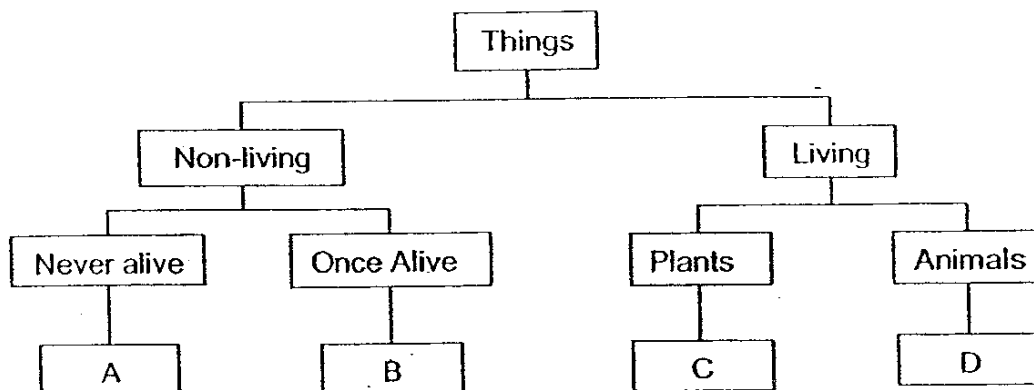 Things
Non-living
Living
Never alive
Once Alive
Plants
Animals
A
B
C
D